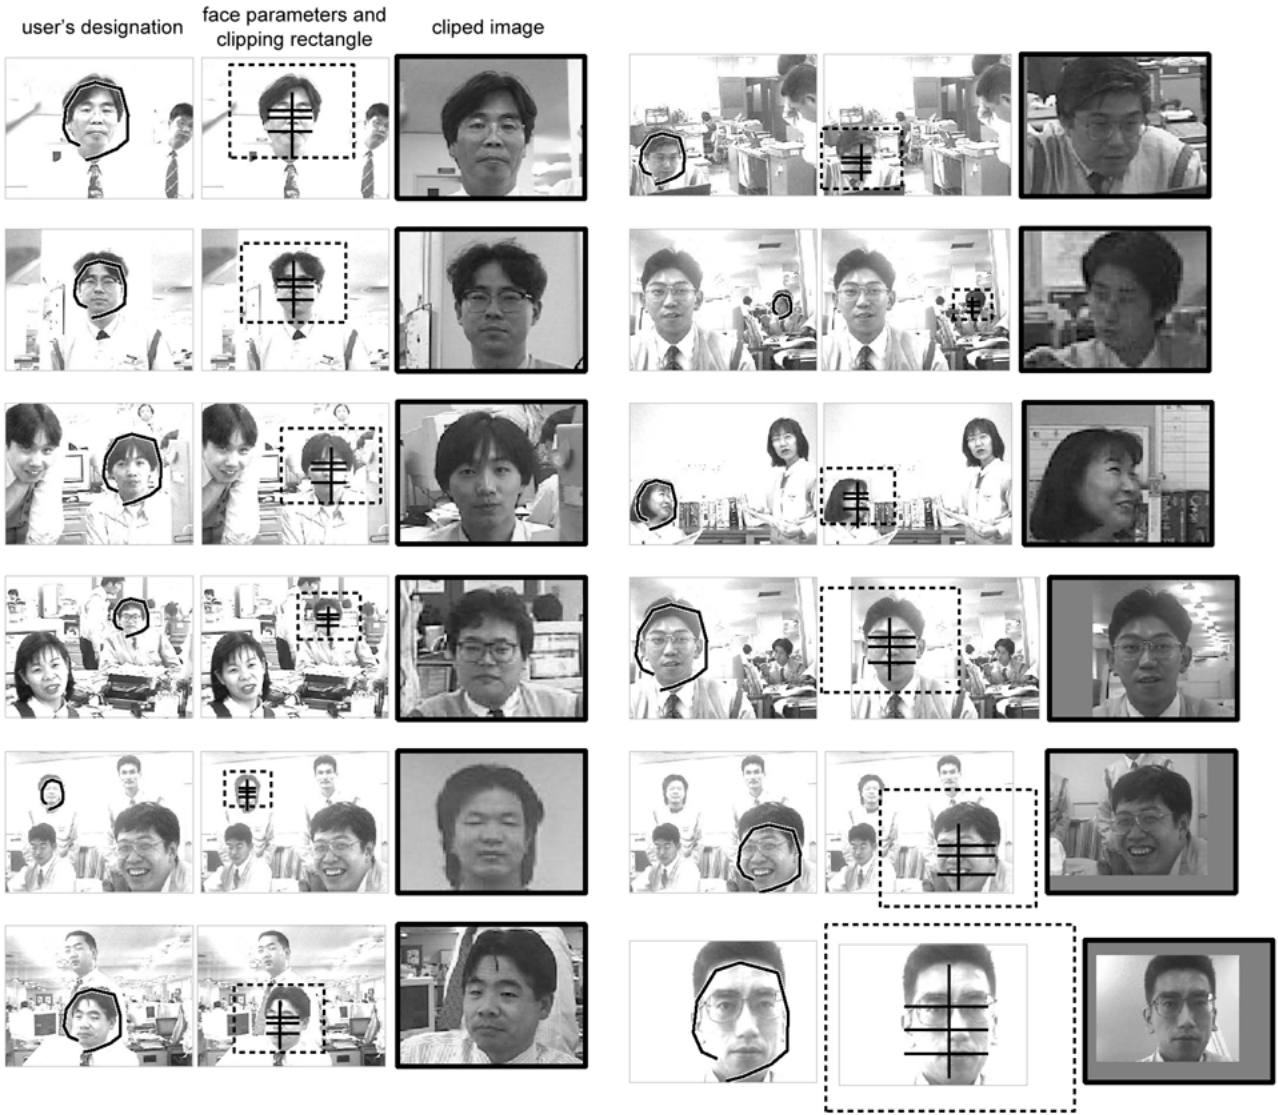 user's designation
face parameters and
clipping rectangle
cliped image